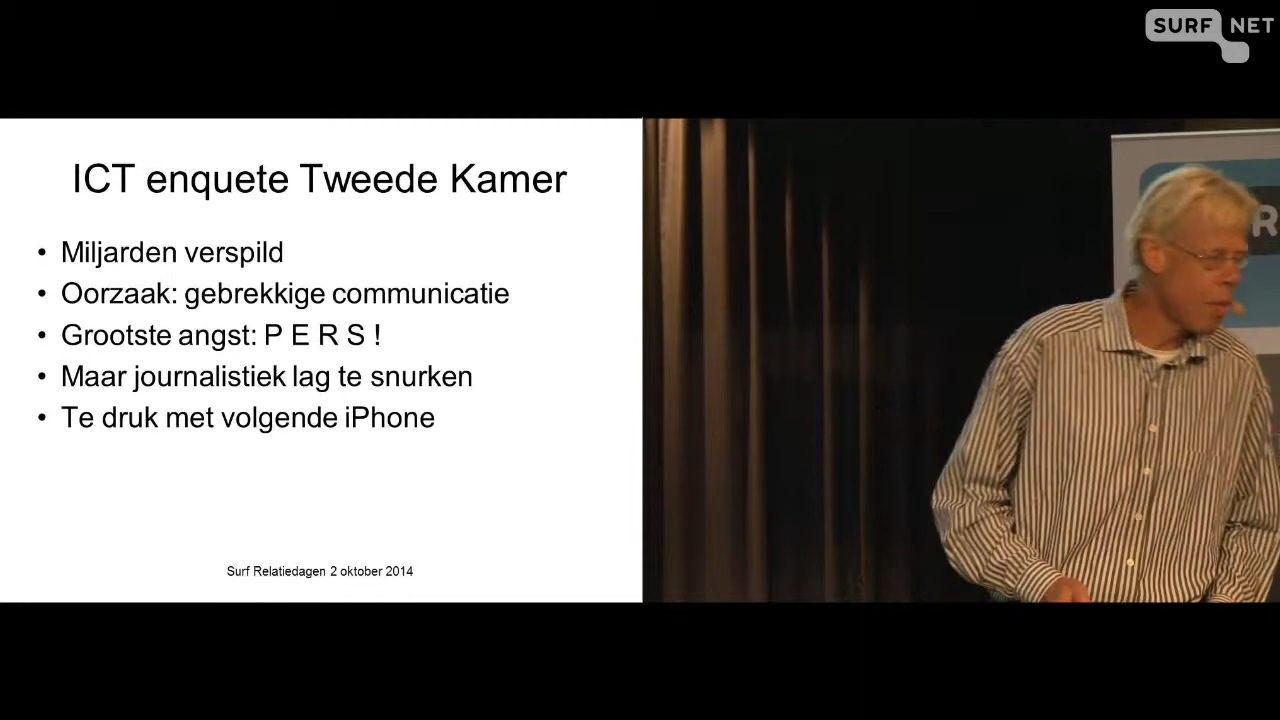 SURF NET
ICT enquete Tweede Kamer
• Miljarden verspild
• Oorzaak: gebrekkige communicatie
• Grootste angst: P E R S !
• Maar journalistiek lag te snurken
• Te druk met volgende iPhone
Surf Relatiedagen 2 oktober 2014
R